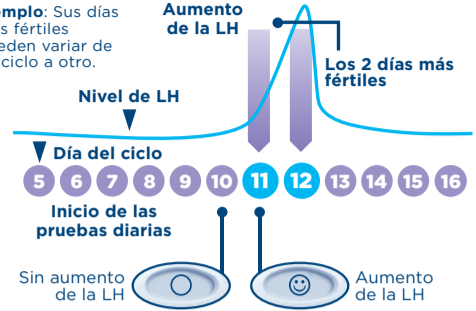 emplo: Sus días
s fértiles
eden variar de
ciclo a otro.
Aumento
de la LH
Los 2 días más
fértiles
Nivel de LH
Día del ciclo
5 6 7 8 9 10 11 12 13 14 15 16
Inicio de las
pruebas diarias
Sin aumento
de la LH
Aumento
de la LH